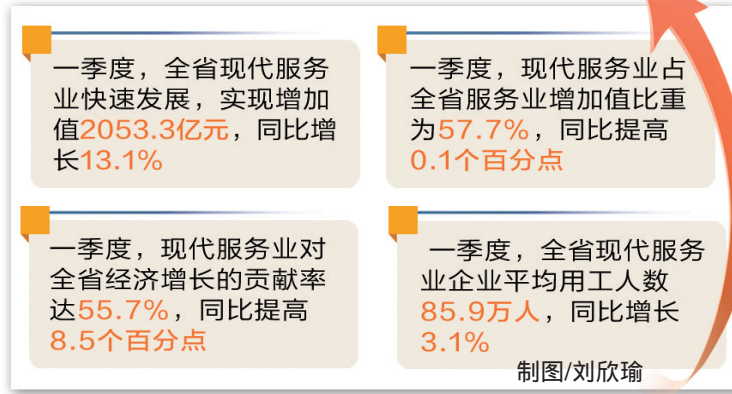 一季度，全省现代服务
业快速发展，实现增加
值2053.3亿元，同比增
长13.1%
一季度，现代服务业占
全省服务业增加值比重
为57.7%，同比提高
0.1个百分点
一季度，现代服务业对
全省经济增长的贡献率
达55.7%，同比提高
8.5个百分点
一季度，全省现代服务
业企业平均用工人数
85.9万人，同比增长
3.1%
制图/刘欣瑜